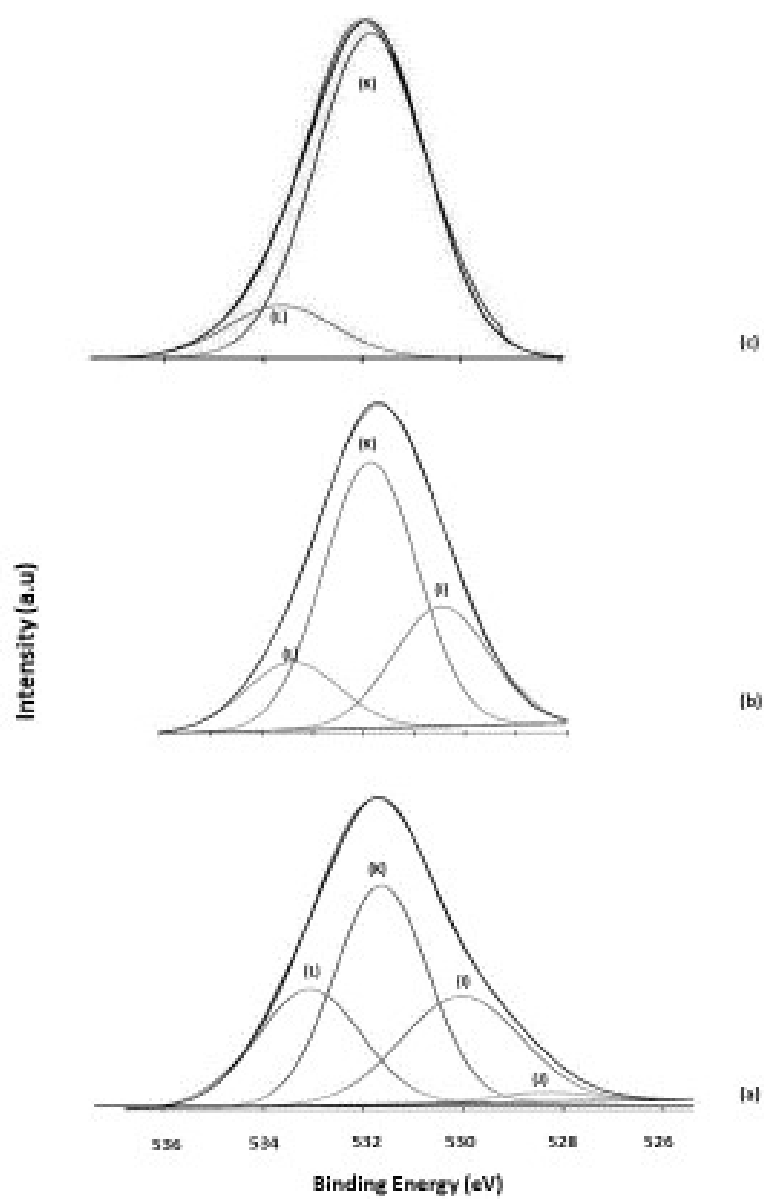 (K)
(L)
(c)
(K)
(I)
(L)
(b)
Intensity (a.u)
(K)
(L)
(I)
(J)
(a)
536 534 532 530 528 526
Binding Energy (eV)